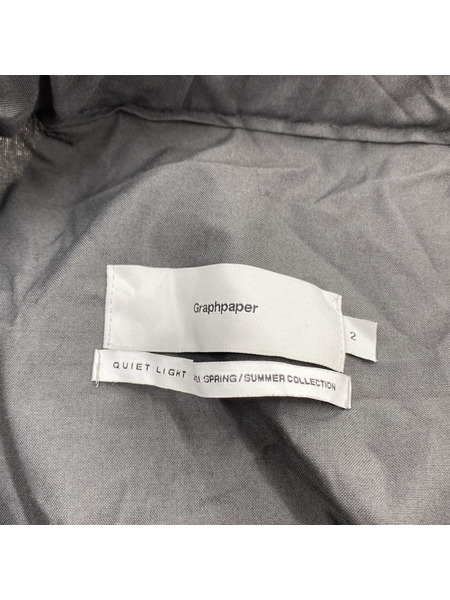 Graphpaper
2
QUIET LIGHT SPRING/SUMMER COLLECTION